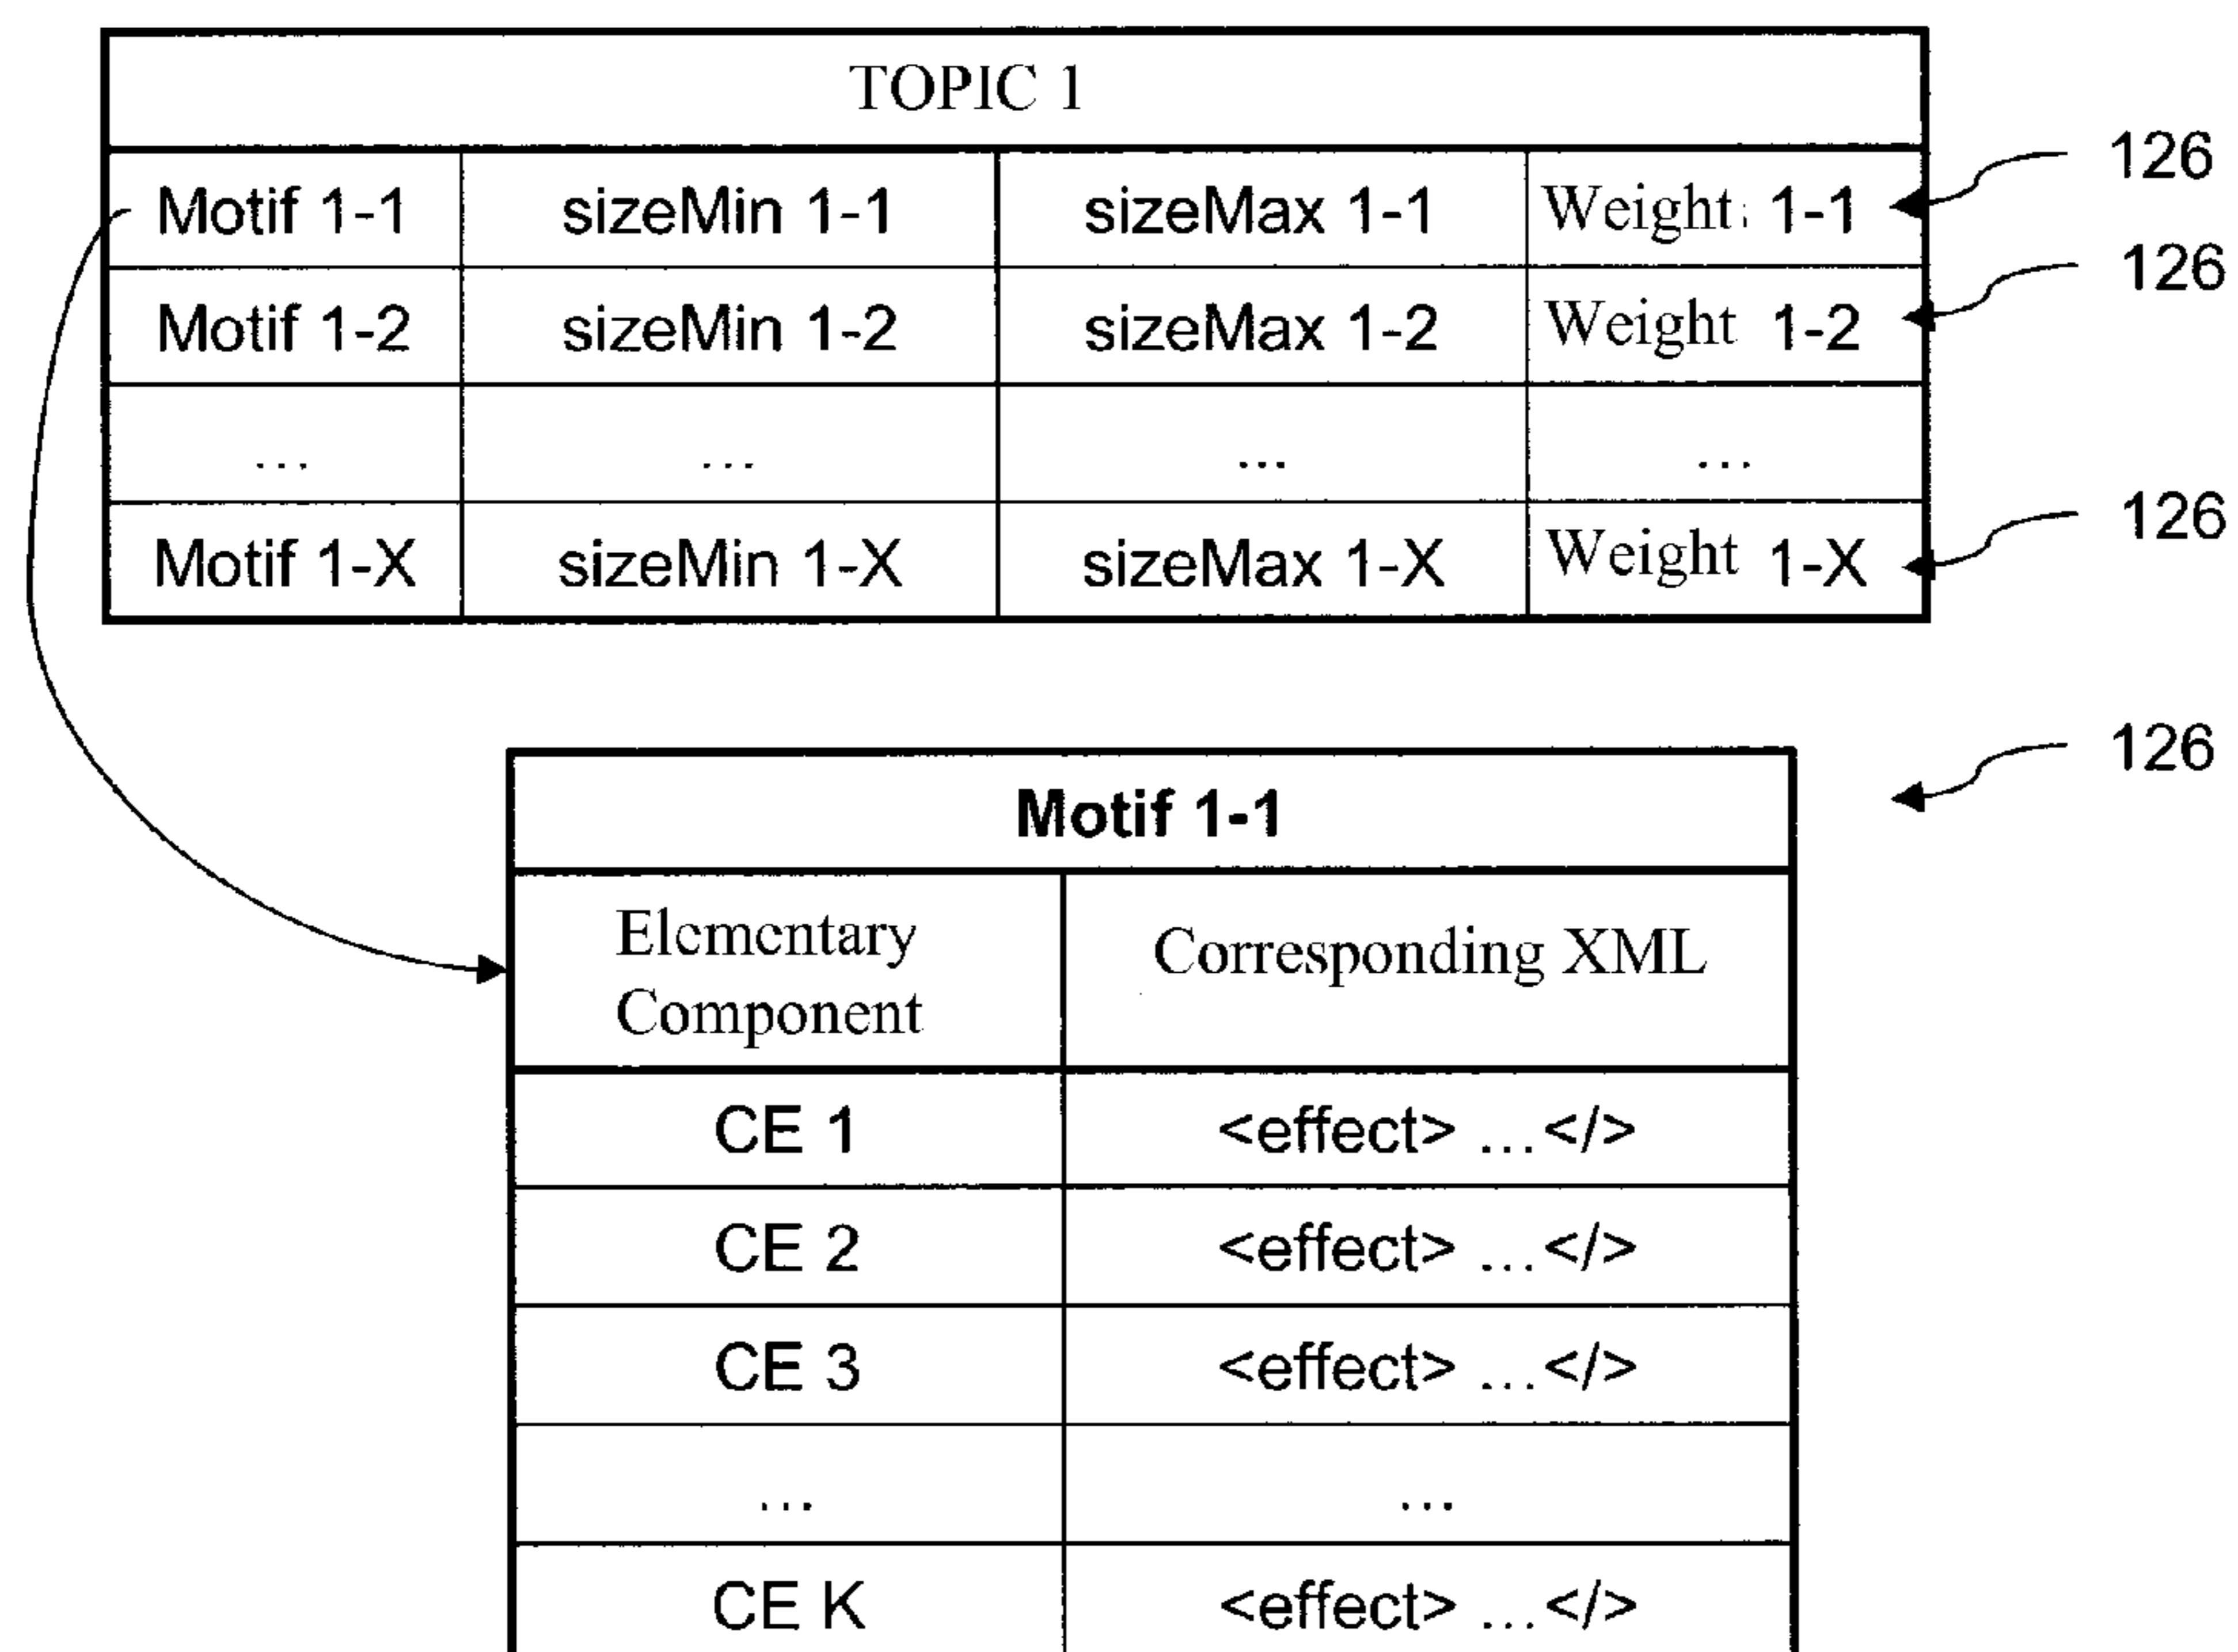 TOPIC 1
Motif 1-1 sizeMin 1-1 sizeMax 1-1 Weight 1-1 126
Motif 1-2 sizeMin 1-2 sizeMax 1-2 Weight 1-2 126
... ... ... ...
Motif 1-X sizeMin 1-X sizeMax 1-X Weight 1-X 126
126
Motif 1-1
Elementary
Component
Corresponding XML
CE 1 <effect> ...</>
CE 2 <effect> ...</>
CE 3 <effect> ...</>
... ...
CE K <effect> ...</>